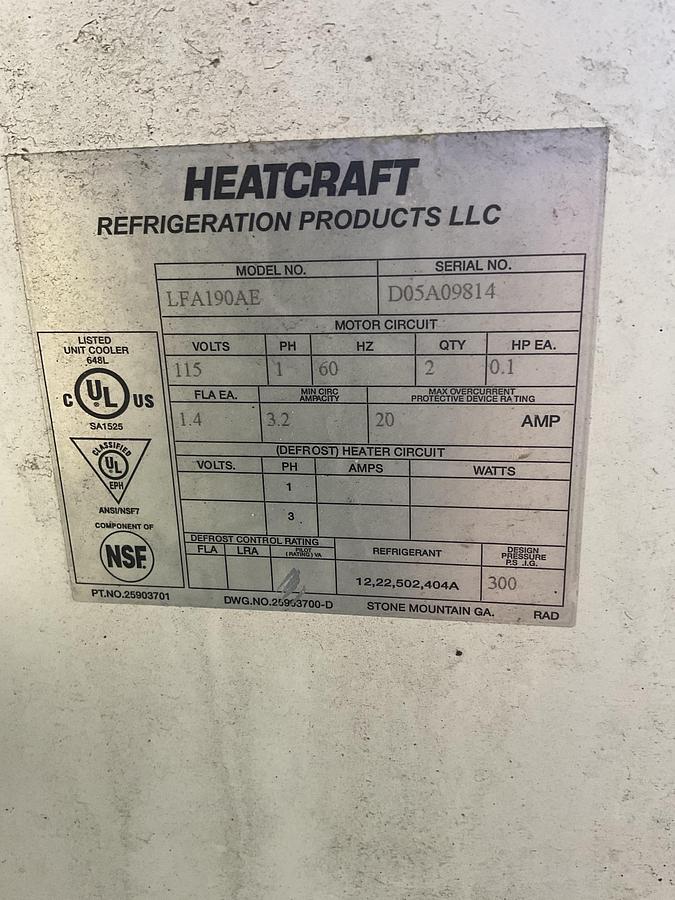 HEATCRAFT
REFRIGERATION PRODUCTS LLC
MODEL NO. SERIAL NO.
LFA190AE D05A09814
MOTOR CIRCUIT
VOLTS PH HZ QTY HP EA.
115 1 60 2 0.1
FLA EA. MIN CIRC AMPACITY MAX OVERCURRENT PROTECTIVE DEVICE RATING
1.4 3.2 20 AMP
(DEFROST) HEATER CIRCUIT
VOLTS. PH AMPS WATTS
1
3
DEFROST CONTROL RATING
FLA LRA PILOT (RATING) VA REFRIGERANT DESIGN PRESSURE P.S .I.G.
12,22,502,404A 300
LISTED
UNIT COOLER
648L
C UL US
SA1525
CLASSIFIED
UL
EPH
ANSI/NSF7
COMPONENT OF
NSF
PT.NO.25903701 DWG.NO.25903700-D STONE MOUNTAIN GA. RAD